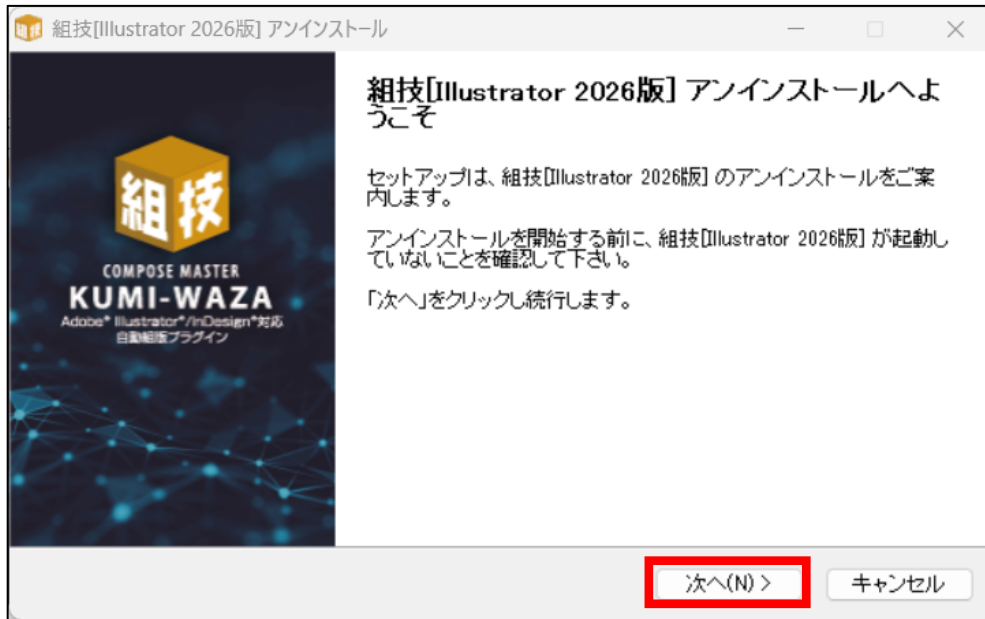 組技
組技[Illustrator 2026版] アンインストール
組技[Illustrator 2026版] アンインストールへよ
うこそ
セットアップは、組技[Illustrator 2026版] のアンインストールをご案
内します。
アンインストールを開始する前に、組技[Illustrator 2026版] が起動し
ていないことを確認して下さい。
「次へ」をクリックし続行します。
組技
COMPOSE MASTER
KUMI-WAZA
Adobe® Illustrator®/InDesign®対応
自動組版プラグイン
次へ(N) >
キャンセル